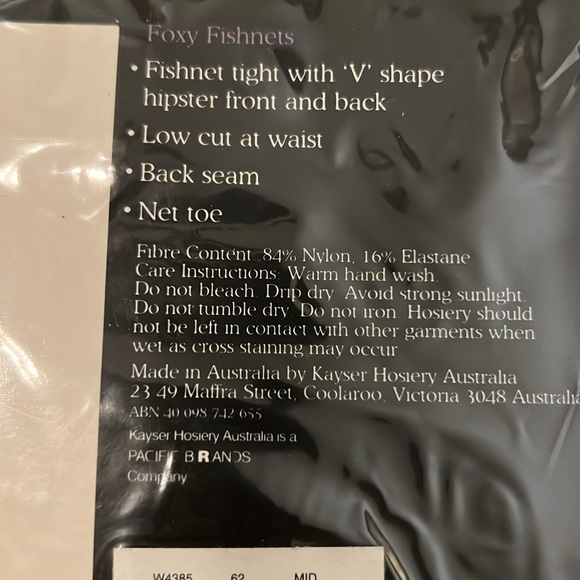 Foxy Fishnets
• Fishnet tight with ‘V’ shape
hipster front and back
• Low cut at waist
• Back seam
• Net toe
Fibre Content: 84% Nylon, 16% Elastane
Care Instructions: Warm hand wash.
Do not bleach. Drip dry. Avoid strong sunlight.
Do not tumble dry. Do not iron. Hosiery should
not be left in contact with other garments when
wet as cross staining may occur
Made in Australia by Kayser Hosiery Australia
23-49 Maffra Street, Coolaroo, Victoria 3048 Australia
ABN 40 098 742 655
Kayser Hosiery Australia is a
PACIFIC BRANDS
Company
W4385 62 MID